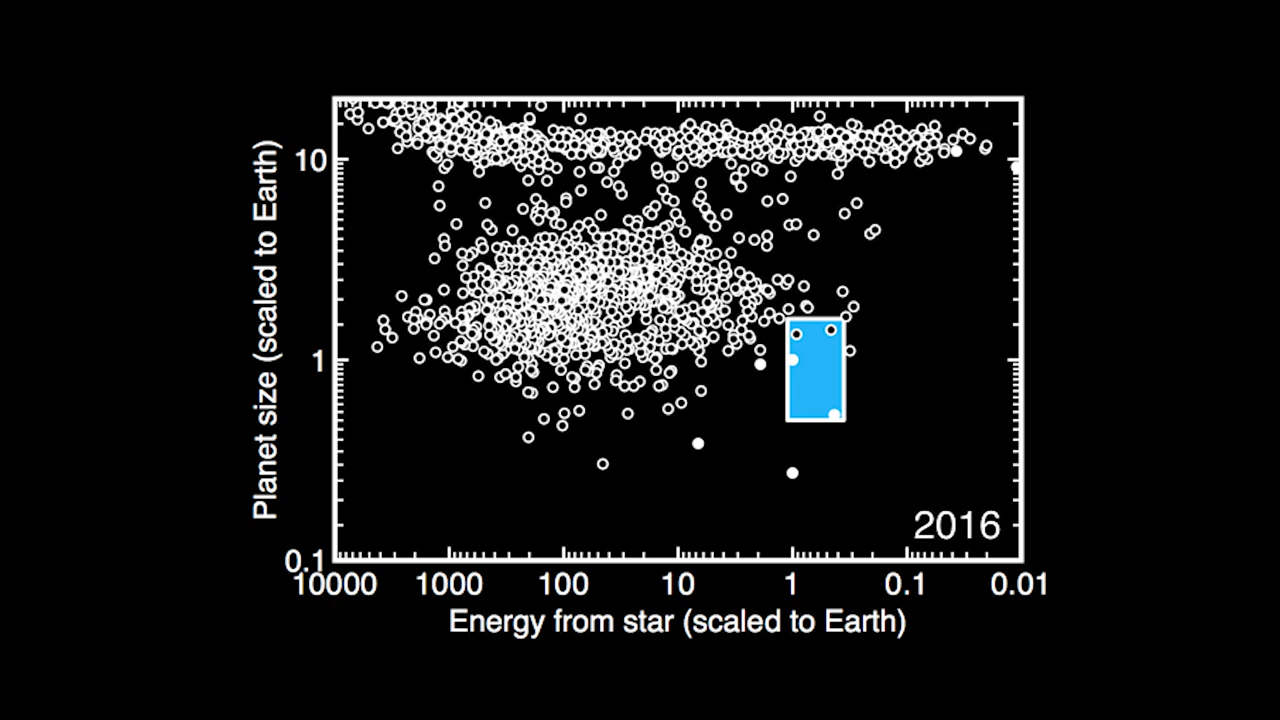 Planet size (scaled to Earth)
10
1
0.1
2016
10000 1000 100 10 1 0.1 0.01
Energy from star (scaled to Earth)